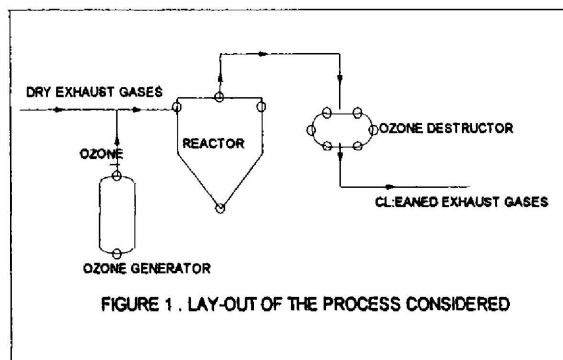 DRY EXHAUST GASES
OZONE
REACTOR
OZONE DESTRUCTOR
CL:EANED EXHAUST GASES
OZONE GENERATOR
FIGURE 1 . LAY-OUT OF THE PROCESS CONSIDERED